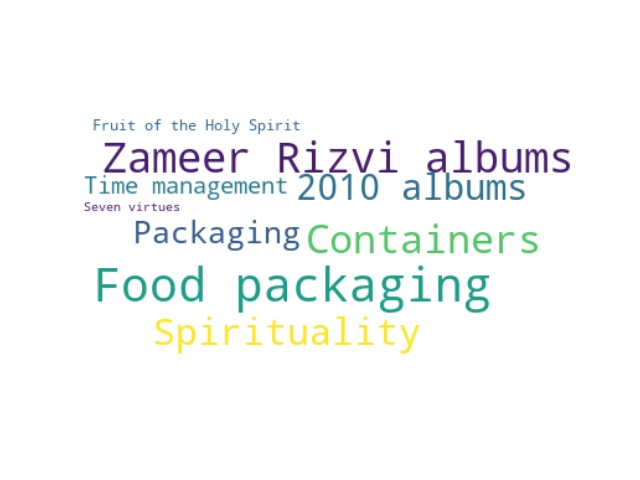 Fruit of the Holy Spirit
Zameer Rizvi albums
Time management 2010 albums
Seven virtues
Packaging Containers
Food packaging
Spirituality